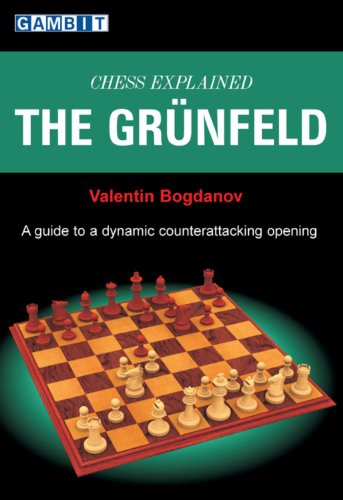 GAMBIT
CHESS EXPLAINED
THE GRÜNFELD
Valentin Bogdanov
A guide to a dynamic counterattacking opening